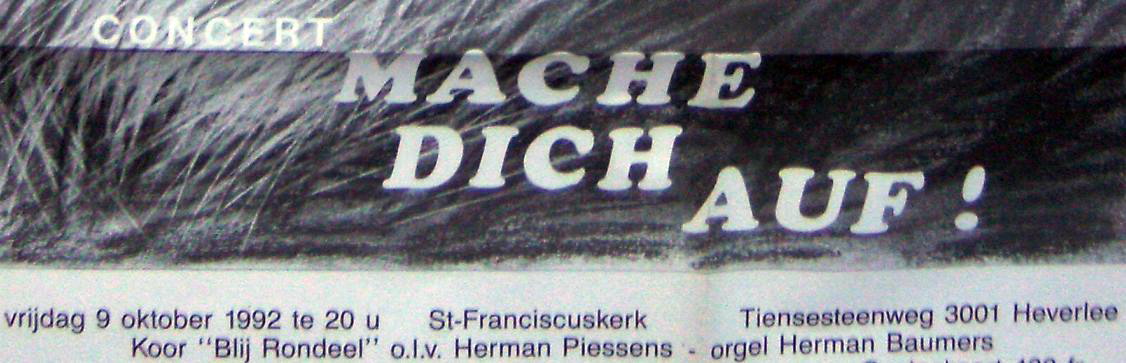 CONCERT
MACHE
DICH
AUF !
vrijdag 9 oktober 1992 te 20 u St-Franciscuskerk Tiensesteenweg 3001 Heverlee
Koor "Blij Rondeel" o.l.v. Herman Piessens - orgel Herman Baumers